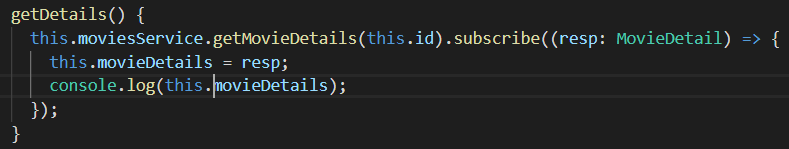 getDetails() {
  this.moviesService.getMovieDetails(this.id).subscribe((resp: MovieDetail) => {
    this.movieDetails = resp;
    console.log(this.movieDetails);
  });
}